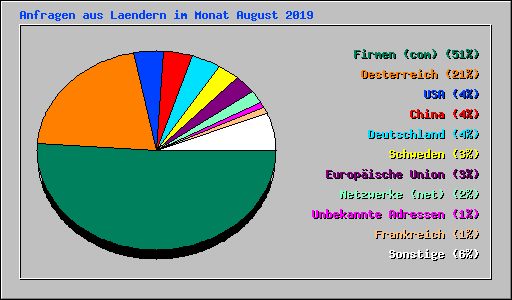 Anfragen aus Laendern im Monat August 2019
Firmen (com) (51%)
Oesterreich (21%)
USA (4%)
China (4%)
Deutschland (4%)
Schweden (3%)
Europäische Union (3%)
Netzwerke (net) (2%)
Unbekannte Adressen (1%)
Frankreich (1%)
Sonstige (6%)